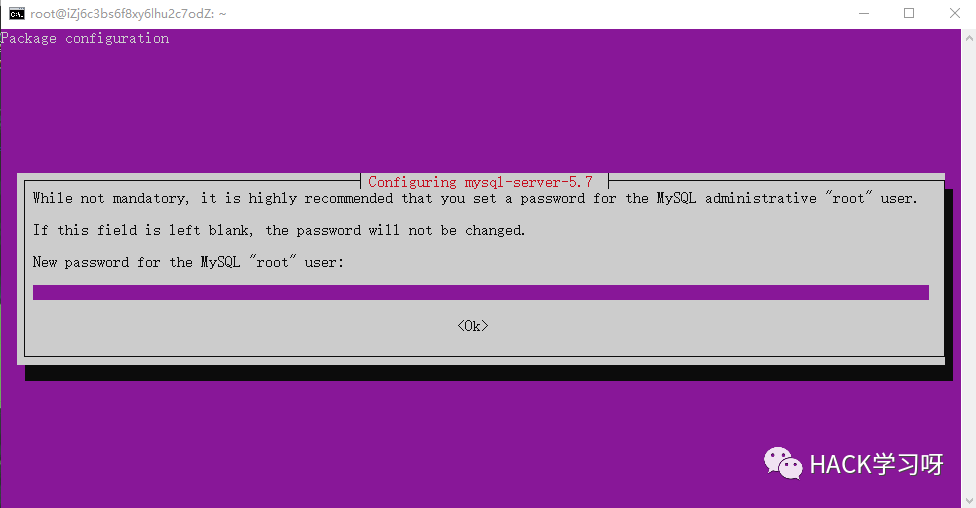 root@iZj6c3bs6f8xy6lhu2c7odZ: ~
Package configuration
Configuring mysql-server-5.7
While not mandatory, it is highly recommended that you set a password for the MySQL administrative "root" user.
If this field is left blank, the password will not be changed.
New password for the MySQL "root" user:
<Ok>
HACK学习呀